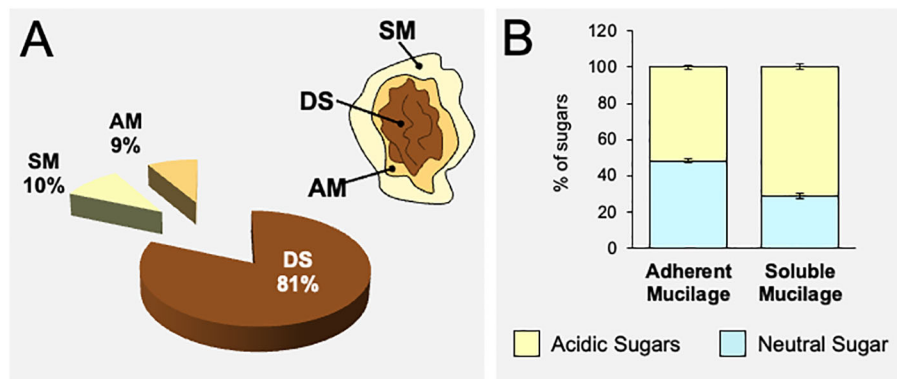 A
SM
DS
AM
AM
9%
SM
10%
DS
81%
B
% of sugars
120
100
80
60
40
20
0
Adherent
Mucilage
Soluble
Mucilage
Acidic Sugars
Neutral Sugar